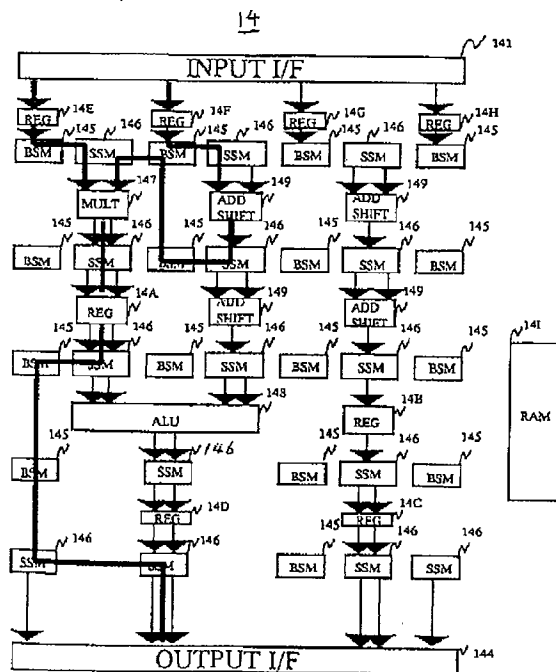 14
141
INPUT I/F
14E 14F 14G 14H
REG REG REG REG
145 146 145 146 145 146 145
BSM SSM BSM SSM BSM SSM BSM
147 149 149
MULT ADD SHIFT ADD SHIFT
145 146 145 146 145 146 145
BSM SSM BSM SSM BSM SSM BSM
14A 149 149
REG ADD SHIFT ADD SHIFT
145 146 145 146 145 146 145
BSM SSM BSM SSM BSM SSM BSM
14I
RAM
148 14B
ALU REG
145 146 145 146 145
BSM SSM BSM SSM BSM
14D 14C
REG REG
146 146 145 146 146
SSM SSM BSM SSM SSM
144
OUTPUT I/F